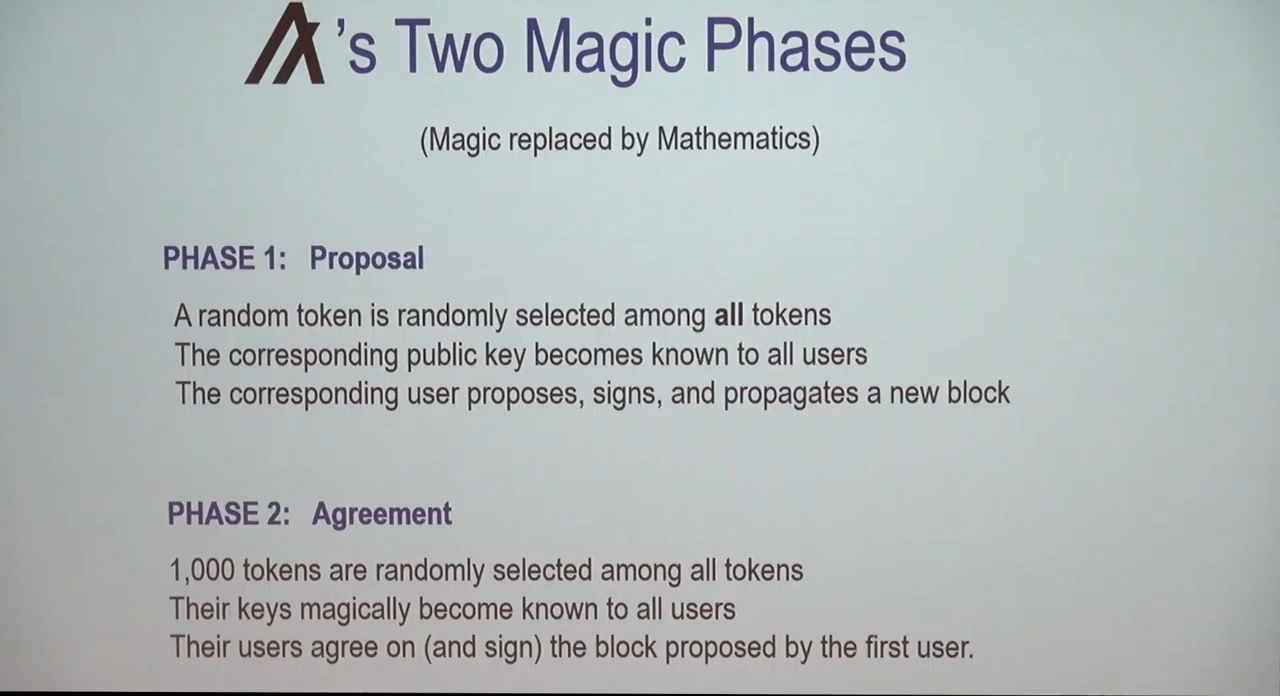 's Two Magic Phases
(Magic replaced by Mathematics)
PHASE 1: Proposal
A random token is randomly selected among all tokens
The corresponding public key becomes known to all users
The corresponding user proposes, signs, and propagates a new block
PHASE 2: Agreement
1,000 tokens are randomly selected among all tokens
Their keys magically become known to all users
Their users agree on (and sign) the block proposed by the first user.